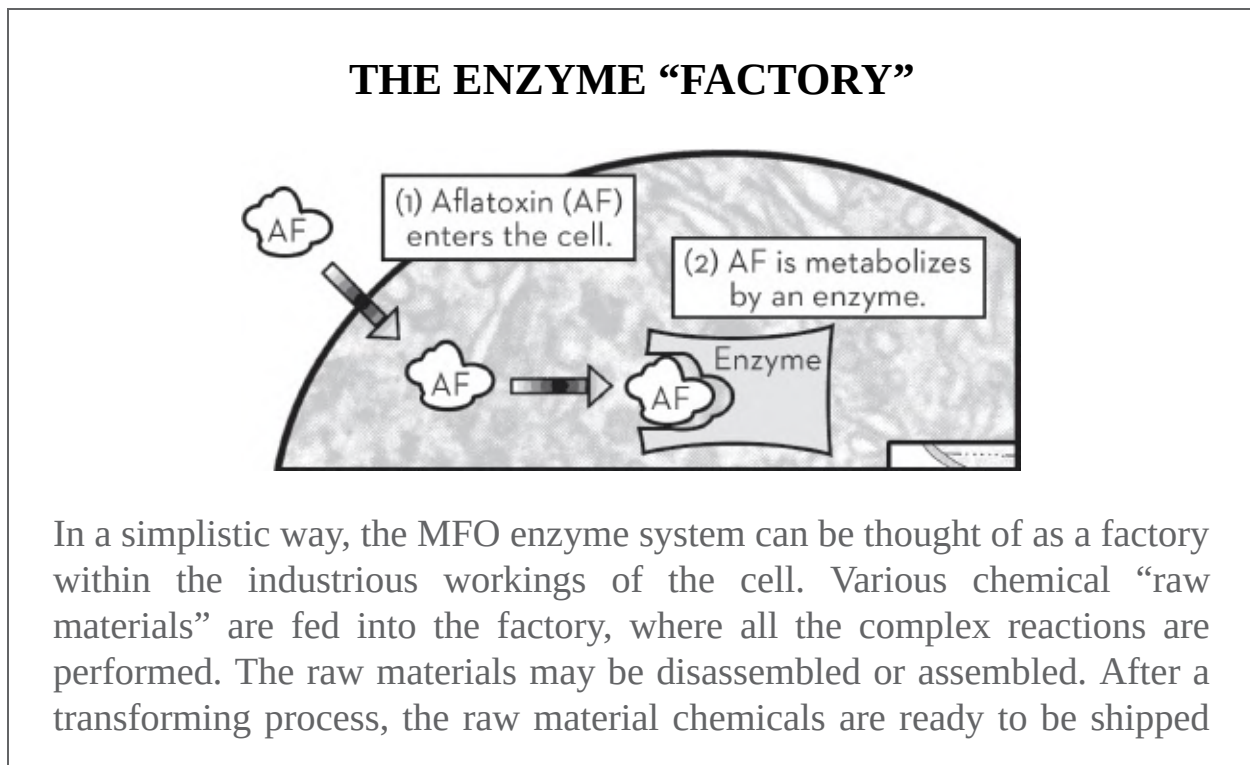 THE ENZYME “FACTORY”
AF
(1) Aflatoxin (AF)
enters the cell.
(2) AF is metabolizes
by an enzyme.
AF
AF
Enzyme
In a simplistic way, the MFO enzyme system can be thought of as a factory
within the industrious workings of the cell. Various chemical “raw
materials” are fed into the factory, where all the complex reactions are
performed. The raw materials may be disassembled or assembled. After a
transforming process, the raw material chemicals are ready to be shipped